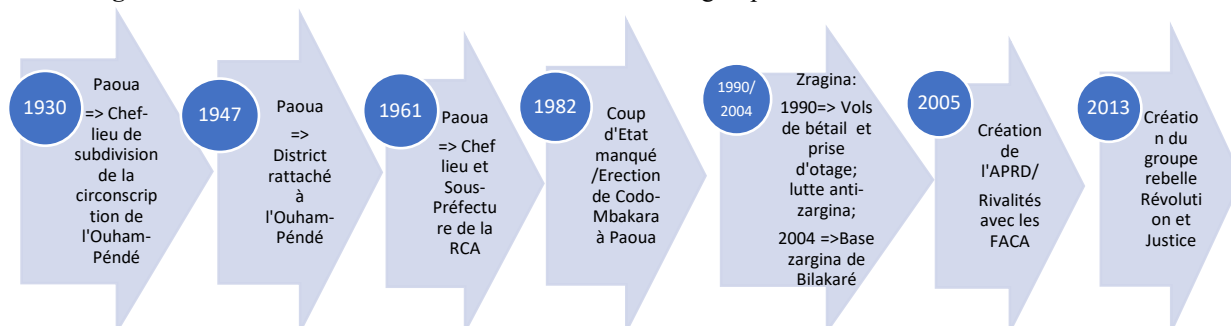 1930
Paoua
=> Chef-
lieu de
subdivision
de la
circonscrip
tion de
l'Ouham-
Péndé
1947
Paoua
=>
District
rattaché
à
l'Ouham-
Péndé
1961
Paoua
=> Chef
lieu et
Sous-
Préfectu
re de la
RCA
1982
Coup
d'Etat
manqué
/Erection
de Codo-
Mbakara
à Paoua
1990/
2004
Zragina:
1990=> Vols
de bétail et
prise
d'otage;
lutte anti-
zargina;
2004 =>Base
zargina de
Bilakaré
2005
Création
de
l'APRD/
Rivalités
avec les
FACA
2013
Créatio
n du
groupe
rebelle
Révoluti
on et
Justice